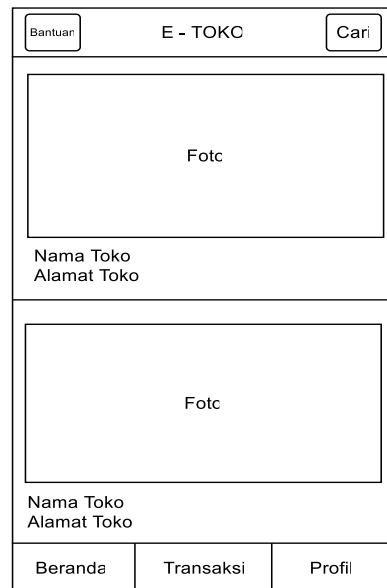 Bantuan
E - TOKO
Cari
Foto
Nama Toko
Alamat Toko
Foto
Nama Toko
Alamat Toko
Beranda
Transaksi
Profil